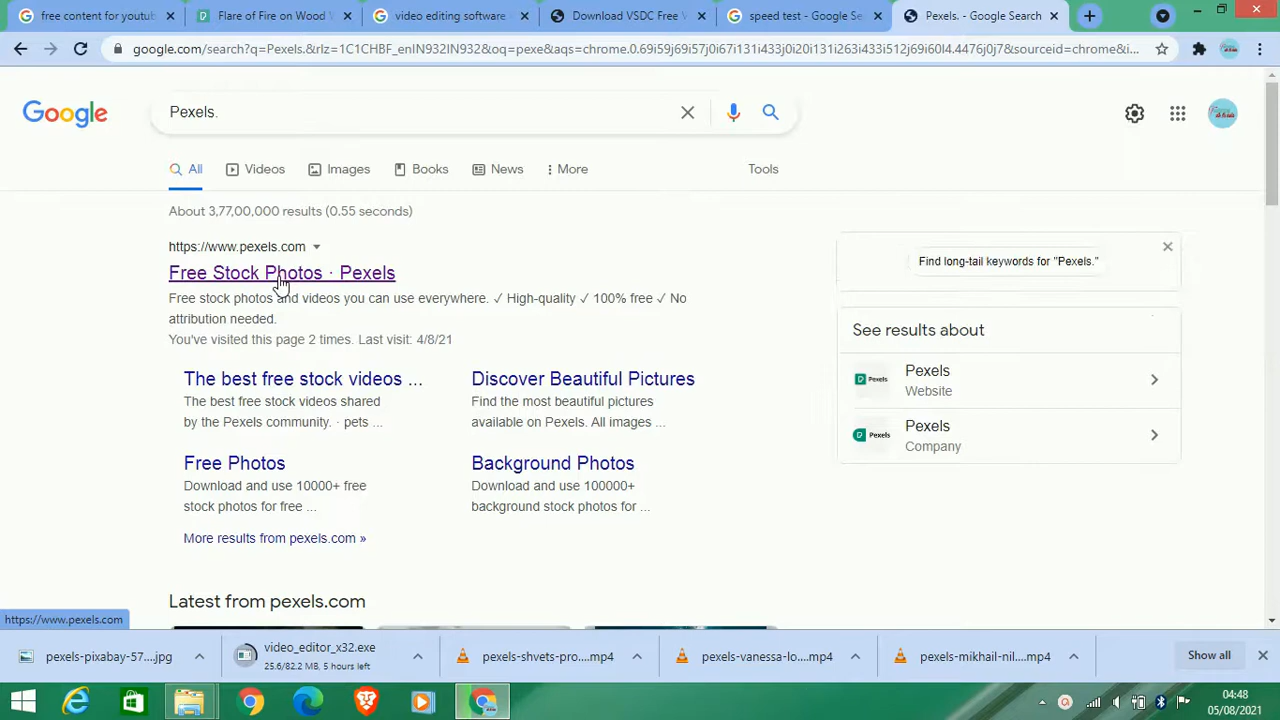 free content for youtub
Flare of Fire on Wood
video editing software
Download VSDC Free V
speed test - Google Se
Pexels. - Google Search
google.com/search?q=Pexels.&rlz=1C1CHBF_enIN932IN932&oq=pexe&aqs=chrome.0.69i59j69i57j0i67i131i433j0i20i131i263i433i512j69i60l4.4476j0j7&sourceid=chrome&i...
Google
Pexels.
All
Videos
Images
Books
News
More
Tools
About 3,77,00,000 results (0.55 seconds)
https://www.pexels.com
Free Stock Photos · Pexels
Free stock photos and videos you can use everywhere. ✓ High-quality ✓ 100% free ✓ No
attribution needed.
You've visited this page 2 times. Last visit: 4/8/21
The best free stock videos ...
The best free stock videos shared
by the Pexels community. · pets ...
Discover Beautiful Pictures
Find the most beautiful pictures
available on Pexels. All images ...
Free Photos
Download and use 10000+ free
stock photos for free ...
Background Photos
Download and use 100000+
background stock photos for ...
More results from pexels.com »
Latest from pexels.com
Find long-tail keywords for "Pexels."
See results about
Pexels
Pexels
Website
Pexels
Pexels
Company
https://www.pexels.com
pexels-pixabay-57....jpg
video_editor_x32.exe
25.6/82.2 MB, 5 hours left
pexels-shvets-pro....mp4
pexels-vanessa-lo....mp4
pexels-mikhail-nil....mp4
Show all
04:48
05/08/2021